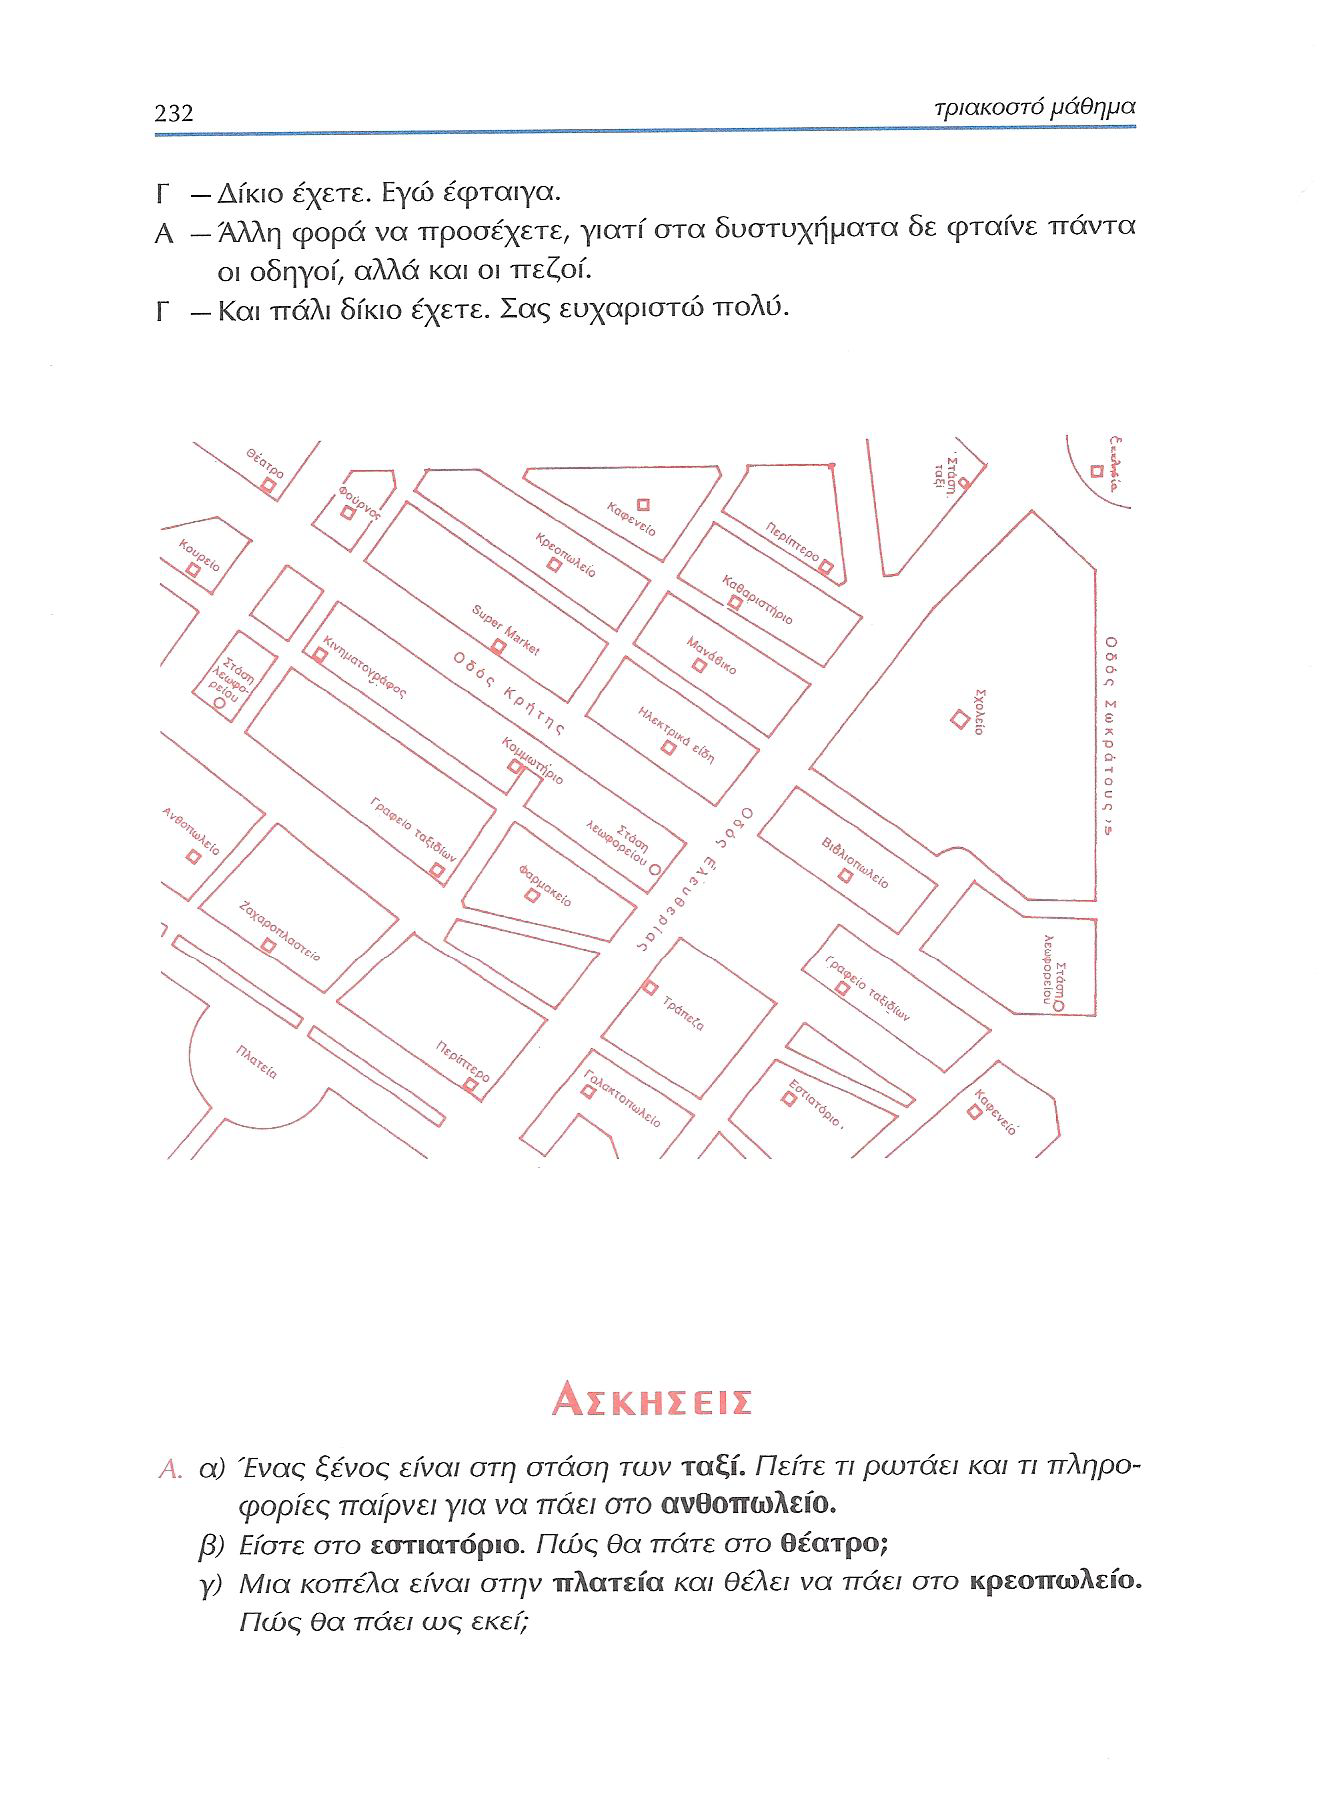 232
τριακοστό μάθημα
Γ – Δίκιο έχετε. Εγώ έφταιγα.
Α – Άλλη φορά να προσέχετε, γιατί στα δυστυχήματα δε φταίνε πάντα
οι οδηγοί, αλλά και οι πεζοί.
Γ – Και πάλι δίκιο έχετε. Σας ευχαριστώ πολύ.
Θέατρο
Φούρνος
Κουρείο
Καφενείο
Κρεοπωλείο
Περίπτερο
Στάση
ταξί
Εκκλησία
Καθαριστήριο
Super Market
Μανάβικο
Κινηματογράφος
Στάση
λεωφο-
ρείου
Οδός Κρήτης
Ηλεκτρικά είδη
Σχολείο
Οδός Σωκράτους
Κομμωτήριο
Γραφείο ταξιδίων
Στάση
λεωφορείου
Οδός Ελευθερίας
Βιβλιοπωλείο
Ανθοπωλείο
Φαρμακείο
Ζαχαροπλαστείο
Γραφείο ταξιδίων
Στάση
λεωφορείου
Τράπεζα
Πλατεία
Περίπτερο
Γαλακτοπωλείο
Εστιατόριο
Καφενείο
ΑΣΚΗΣΕΙΣ
Α. α) Ένας ξένος είναι στη στάση των ταξί. Πείτε τι ρωτάει και τι πληρο-
φορίες παίρνει για να πάει στο ανθοπωλείο.
β) Είστε στο εστιατόριο. Πώς θα πάτε στο θέατρο;
γ) Μια κοπέλα είναι στην πλατεία και θέλει να πάει στο κρεοπωλείο.
Πώς θα πάει ως εκεί;